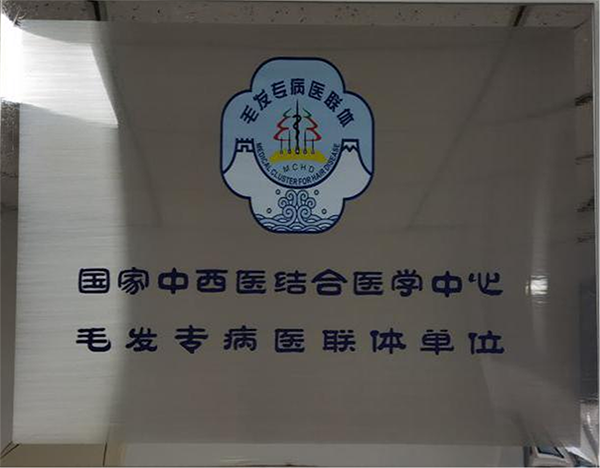 毛发专病医联体
MCHD
MEDICAL CLUSTER FOR HAIR DISEASE
国家中西医结合医学中心
毛发专病医联体单位